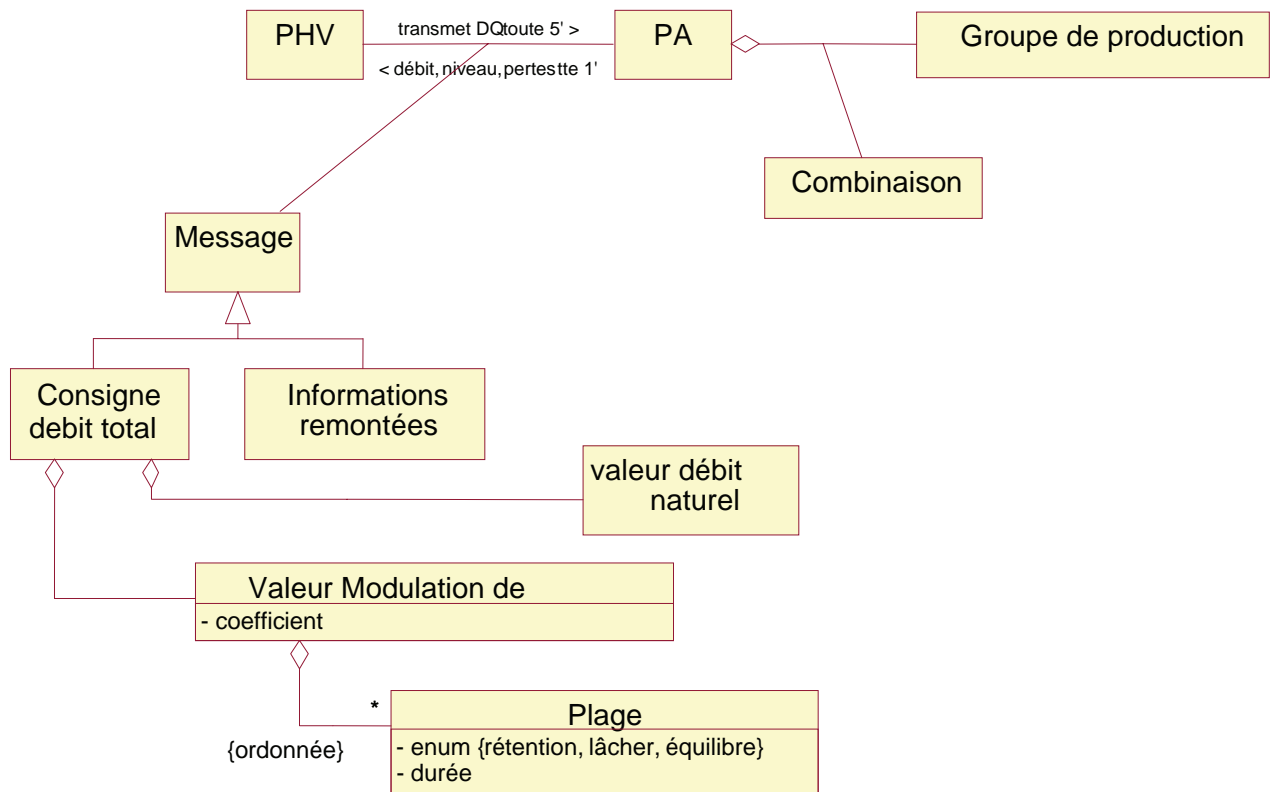 PHV
transmet DQtoute 5' >
< débit,niveau,pertestte 1'
PA
Groupe de production
Combinaison
Message
Consigne
debit total
Informations
remontées
valeur débit
naturel
Valeur Modulation de
- coefficient
*
{ordonnée}
Plage
- enum {rétention, lâcher, équilibre}
- durée